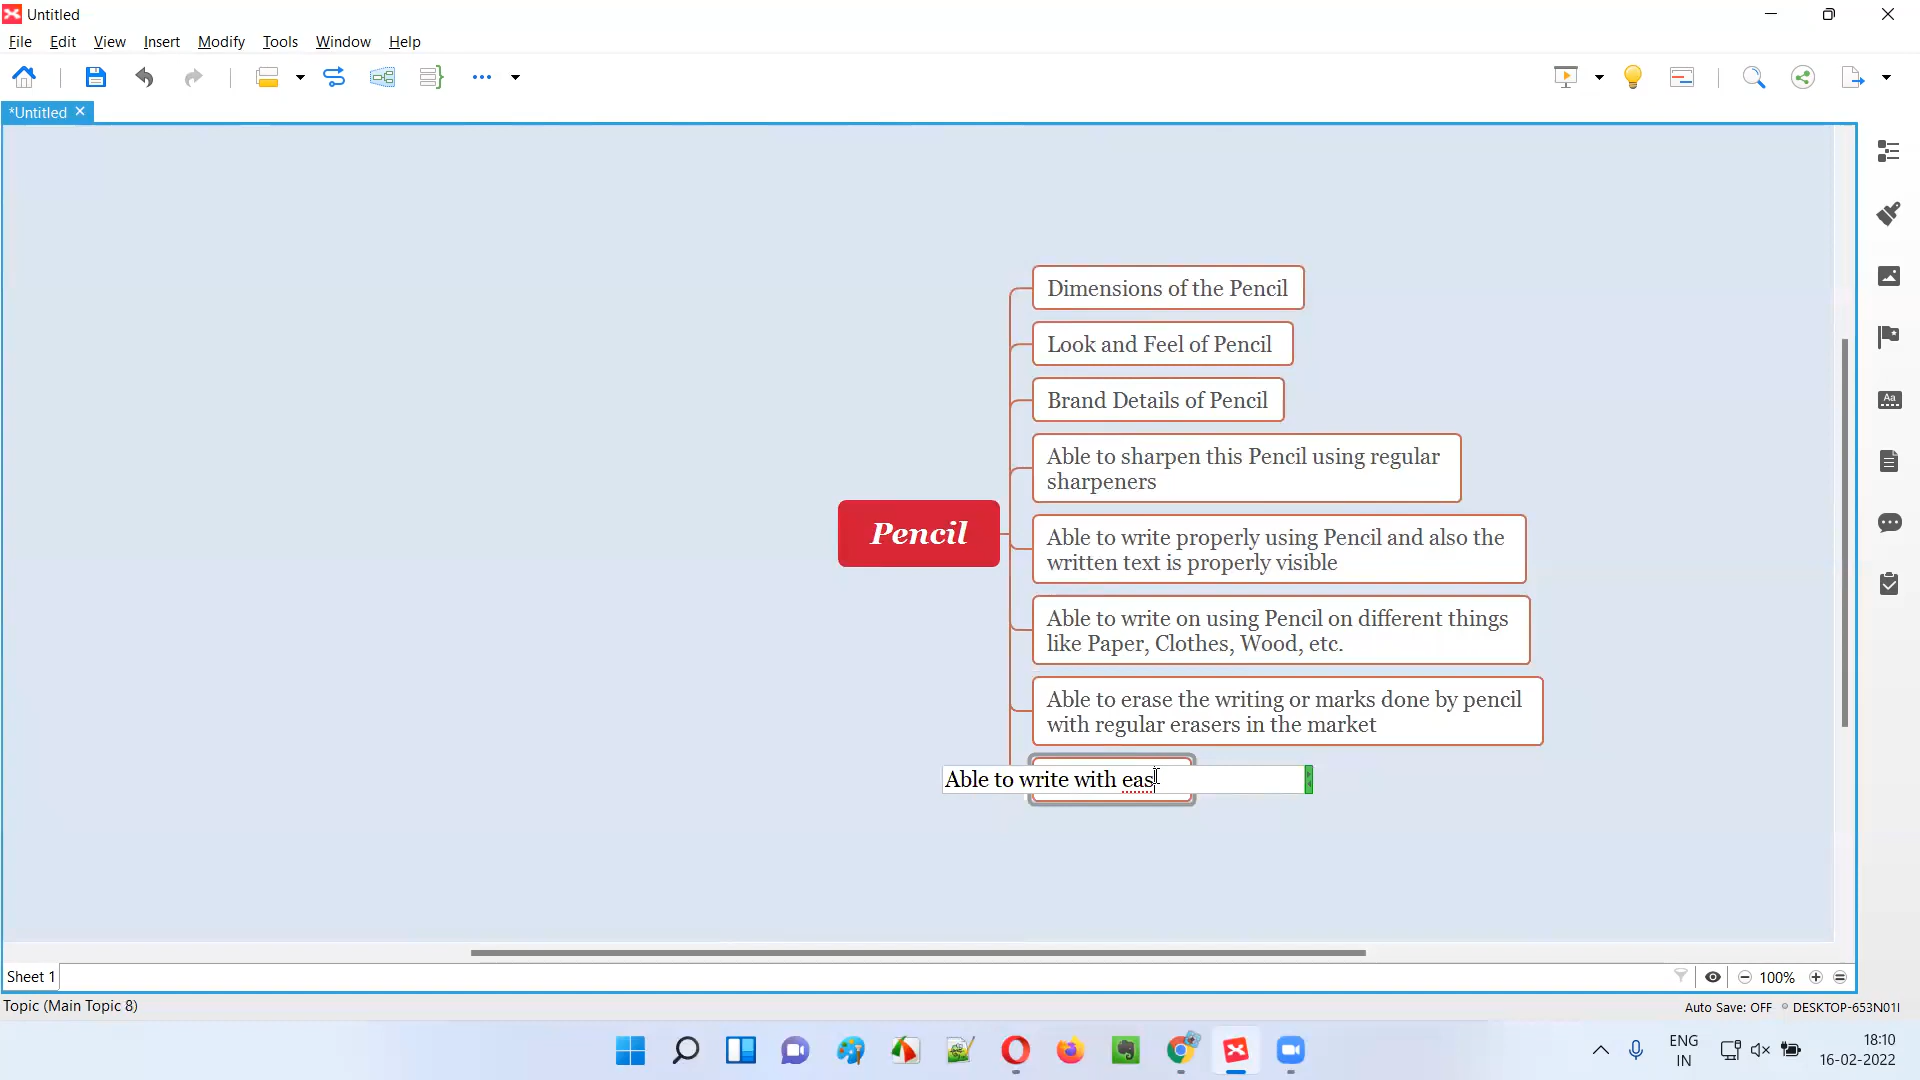 Untitled
File Edit View Insert Modify Tools Window Help
*Untitled
Dimensions of the Pencil
Look and Feel of Pencil
Brand Details of Pencil
Able to sharpen this Pencil using regular
sharpeners
Pencil
Able to write properly using Pencil and also the
written text is properly visible
Able to write on using Pencil on different things
like Paper, Clothes, Wood, etc.
Able to erase the writing or marks done by pencil
with regular erasers in the market
Able to write with eas
Aa
Sheet 1
100%
Topic (Main Topic 8)
Auto Save: OFF
DESKTOP-653N01I
ENG
IN
18:10
16-02-2022